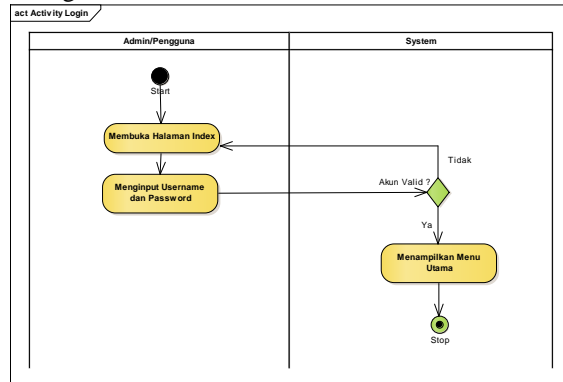 act Activity Login
Admin/Pengguna
System
Start
Membuka Halaman Index
Tidak
Menginput Username
dan Password
Akun Valid ?
Ya
Menampilkan Menu
Utama
Stop